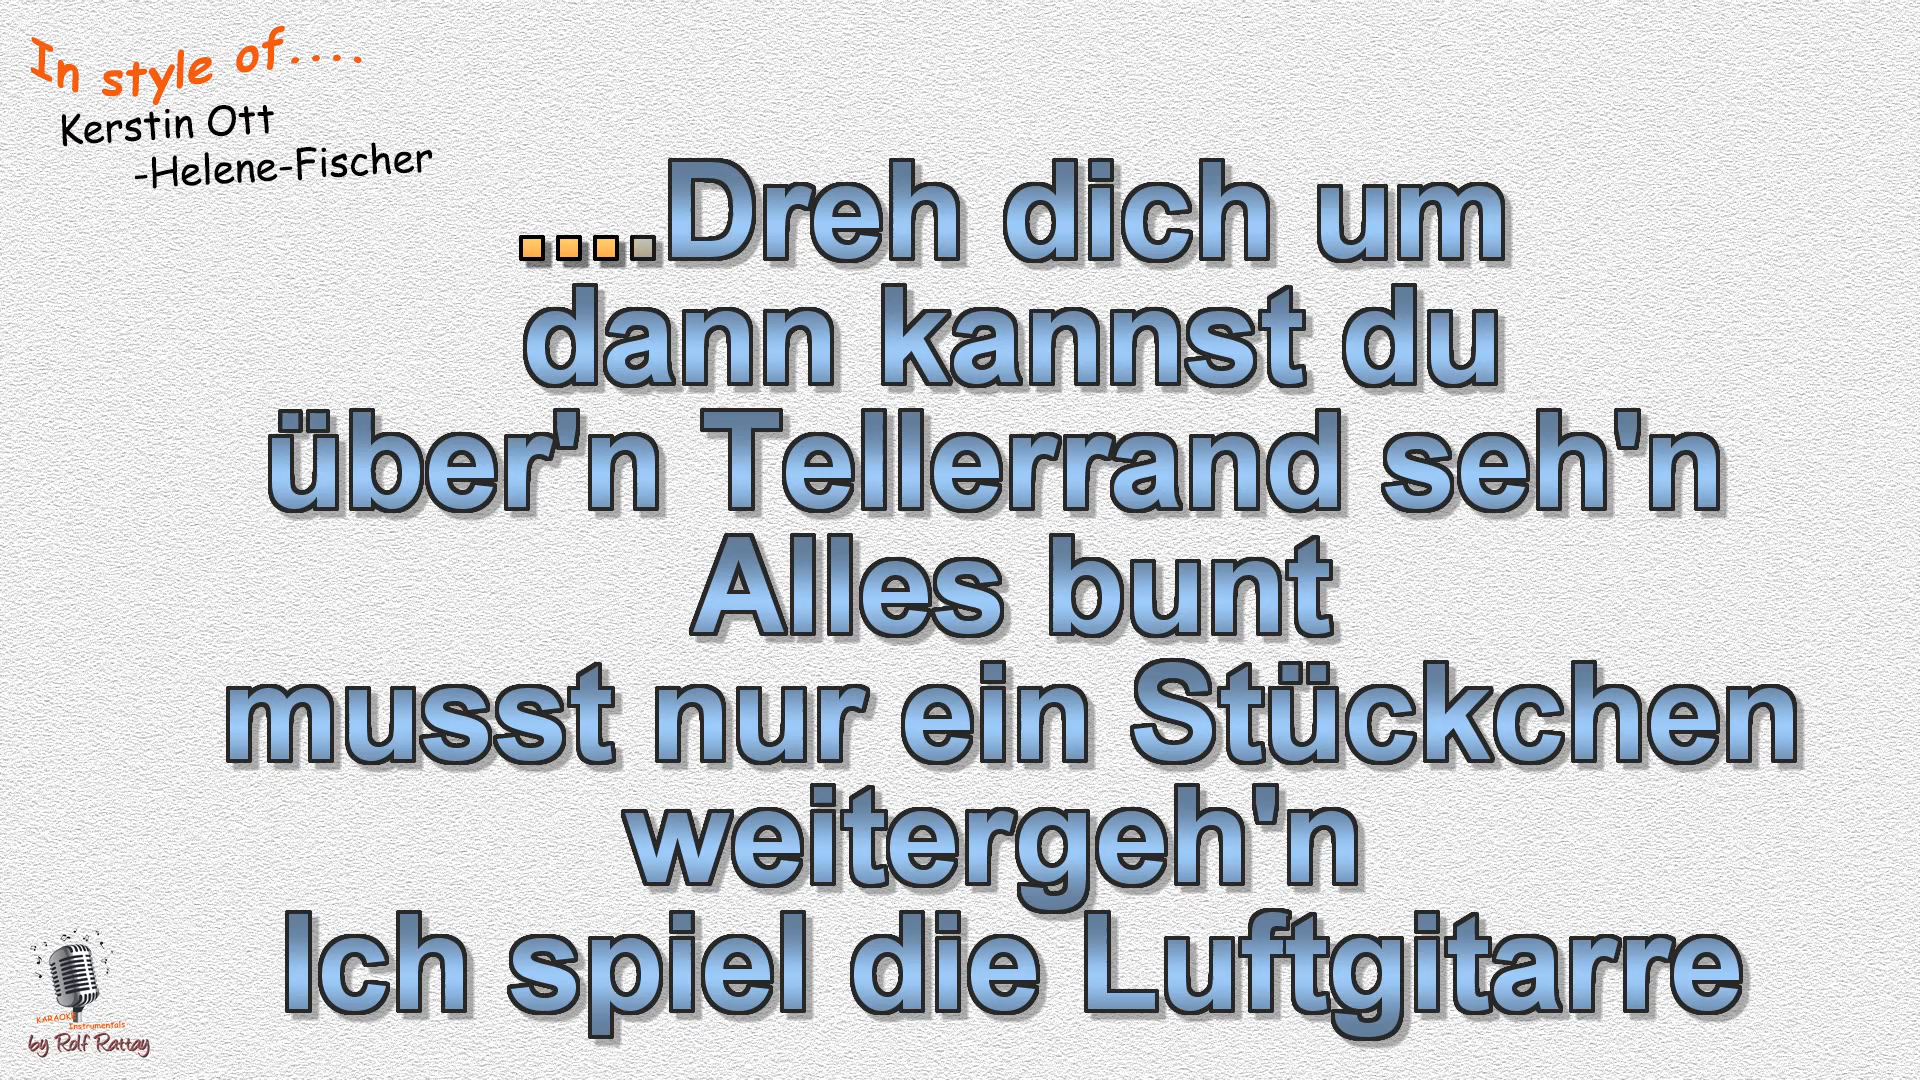 In style of....
Kerstin Ott
-Helene-Fischer
....Dreh dich um
dann kannst du
über'n Tellerrand seh'n
Alles bunt
musst nur ein Stückchen
weitergeh'n
Ich spiel die Luftgitarre
KARAOKE
Instrumentals
by Rolf Rattay